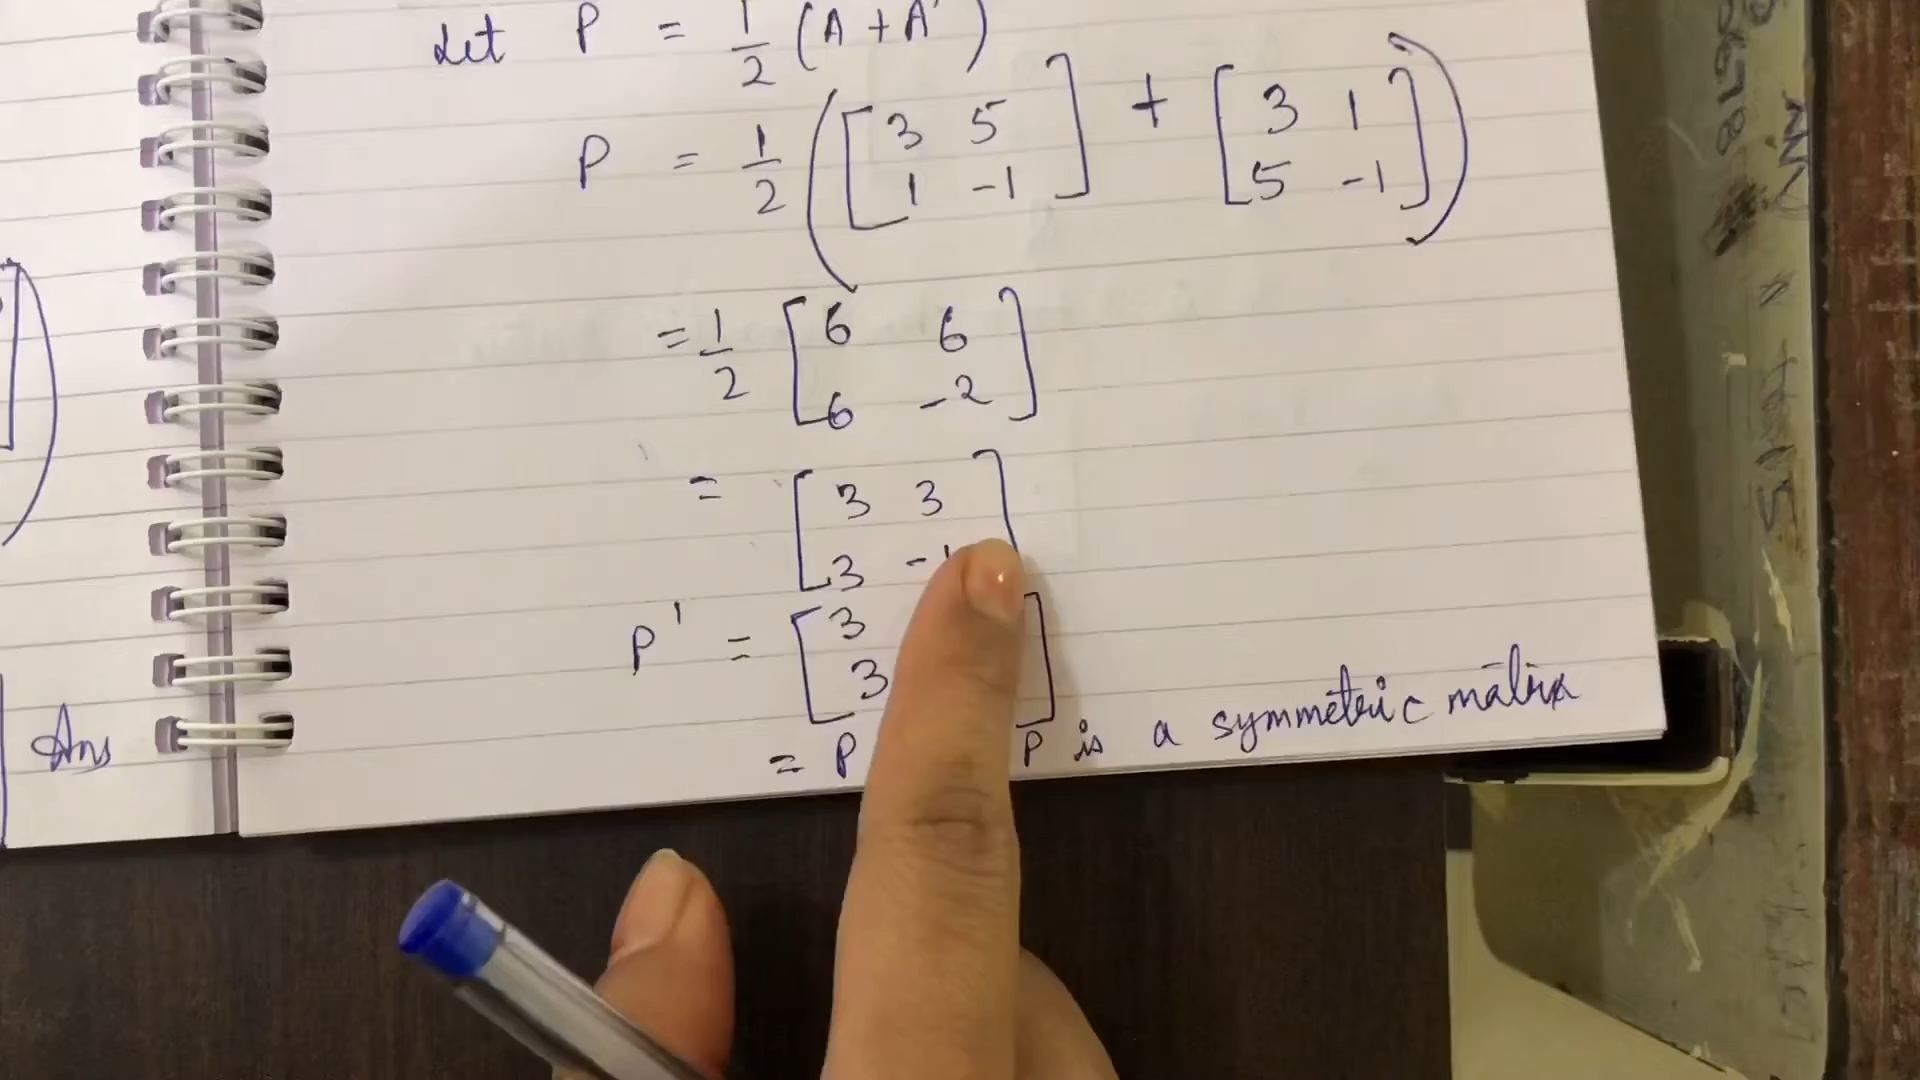 Let P = 1/2 (A + A')
P = 1/2 ([3 5
1 -1] + [3 1
5 -1])
= 1/2 [6 6
6 -2]
= [3 3
3 -1]
P' = [3
3 ]
= P P is a symmetric matrix
Ans